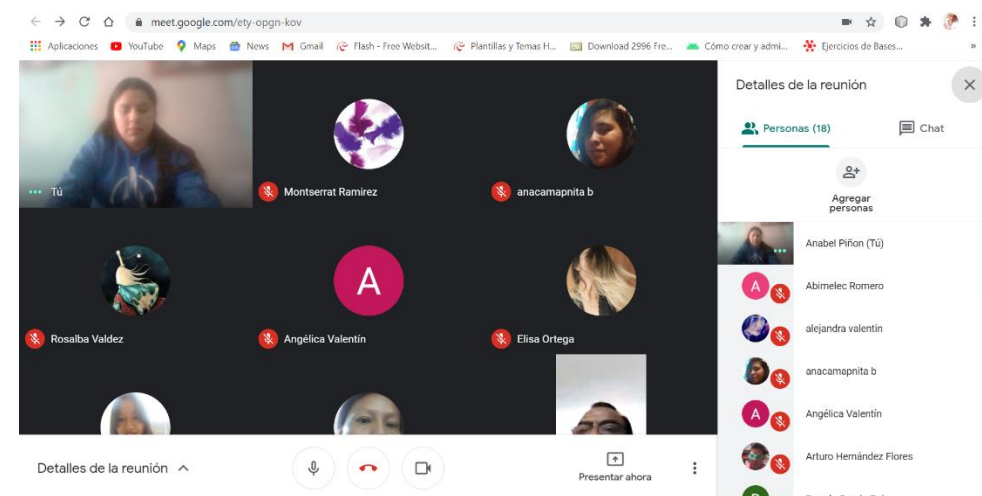 meet.google.com/ety-opgn-kov
Aplicaciones YouTube Maps News Gmail Flash - Free Websit... Plantillas y Temas H... Download 2996 Fre... Cómo crear y admi... Ejercicios de Bases... »
Tú
Montserrat Ramirez
anacamapnita b
Rosalba Valdez
A
Angélica Valentín
Elisa Ortega
Detalles de la reunión
Presentar ahora
Detalles de la reunión
Personas (18)
Chat
Agregar
personas
Anabel Piñon (Tú)
A Abimelec Romero
alejandra valentin
anacamapnita b
A Angélica Valentín
Arturo Hernández Flores